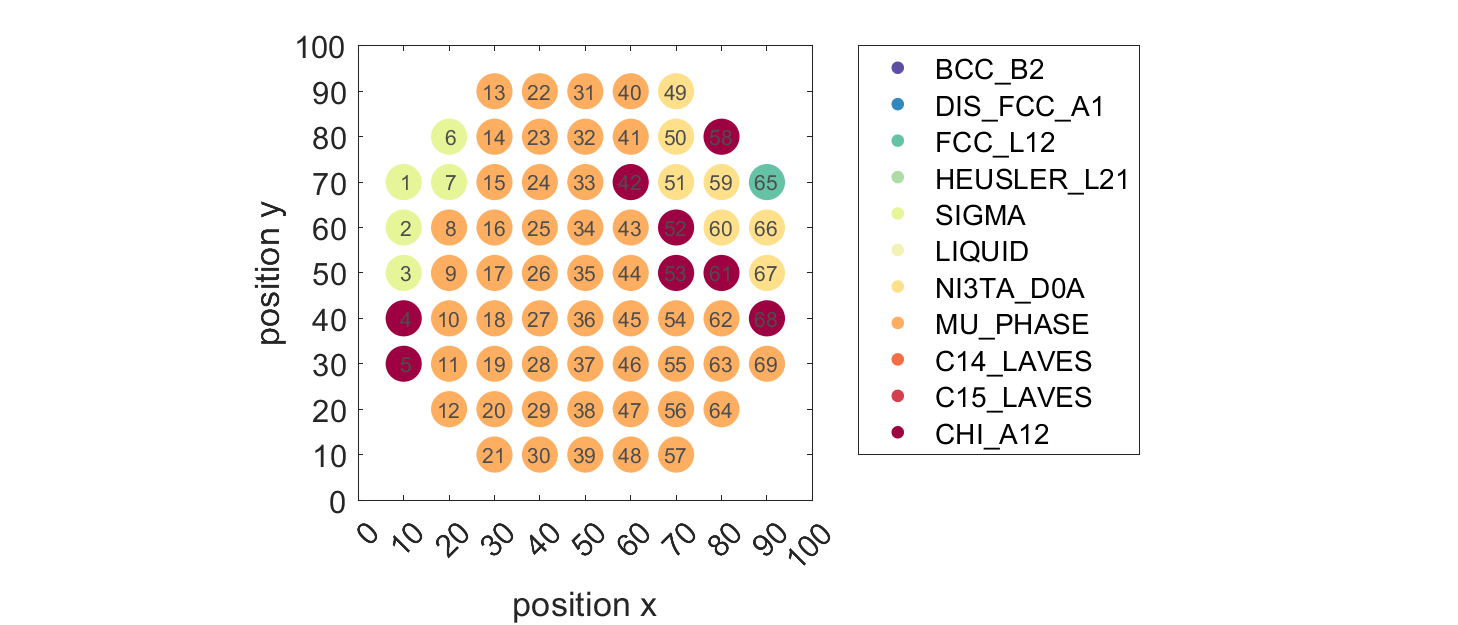 100
90 13 22 31 40 49
80 6 14 23 32 41 50 58
70 1 7 15 24 33 42 51 59 65
60 2 8 16 25 34 43 52 60 66
50 3 9 17 26 35 44 53 61 67
40 4 10 18 27 36 45 54 62 68
30 5 11 19 28 37 46 55 63 69
20 12 20 29 38 47 56 64
10 21 30 39 48 57
0
0 10 20 30 40 50 60 70 80 90 100
position x
position y
BCC_B2
DIS_FCC_A1
FCC_L12
HEUSLER_L21
SIGMA
LIQUID
NI3TA_D0A
MU_PHASE
C14_LAVES
C15_LAVES
CHI_A12